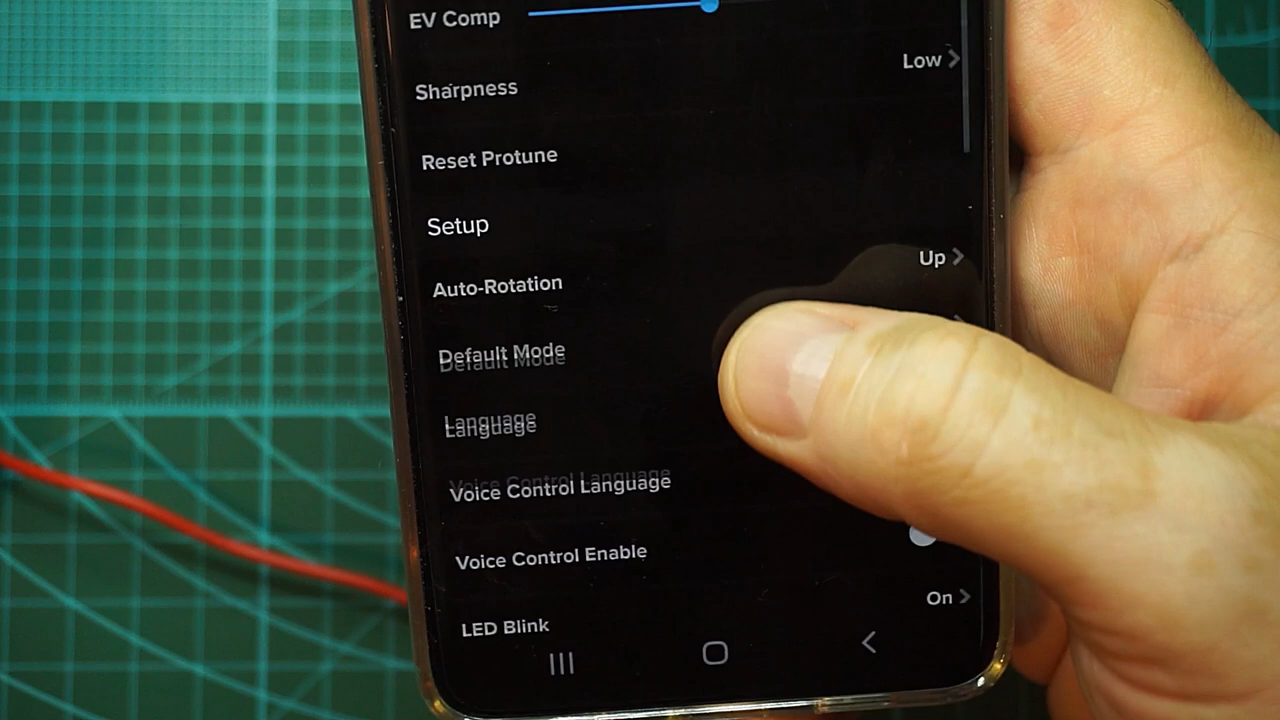 EV Comp
Sharpness Low
Reset Protune
Setup
Auto-Rotation Up
Default Mode
Language
Voice Control Language
Voice Control Enable
LED Blink On